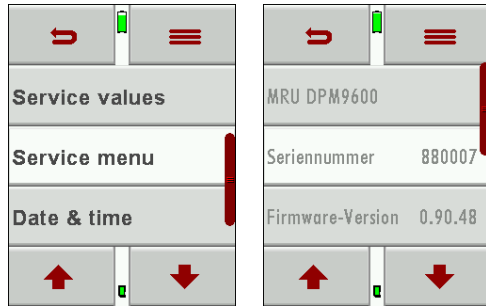 Service values
Service menu
Date & time
MRU DPM9600
Seriennummer 880007
Firmware-Version 0.90.48